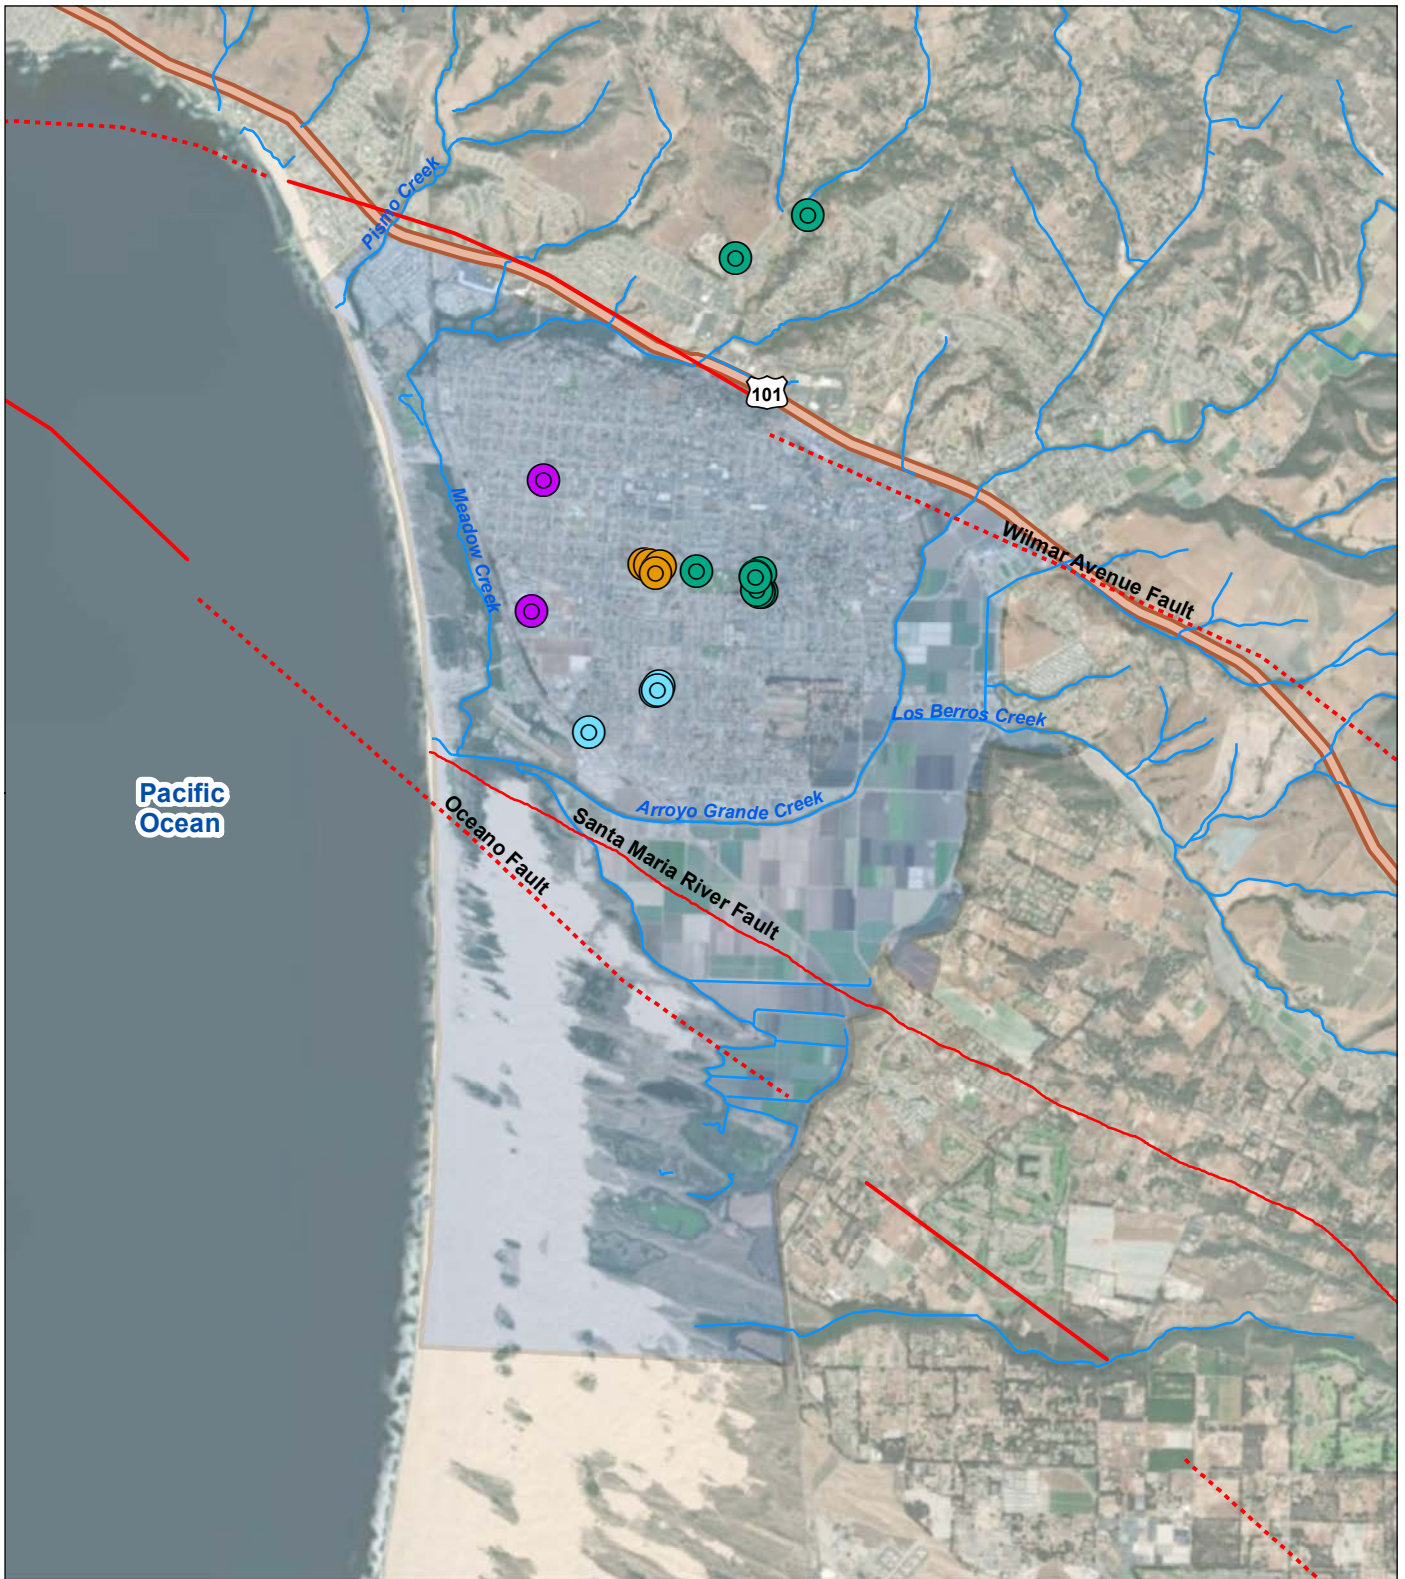 Pismo Creek
101
Meadow Creek
Wilmar Avenue Fault
Los Berros Creek
Pacific
Ocean
Arroyo Grande Creek
Oceano Fault
Santa Maria River Fault